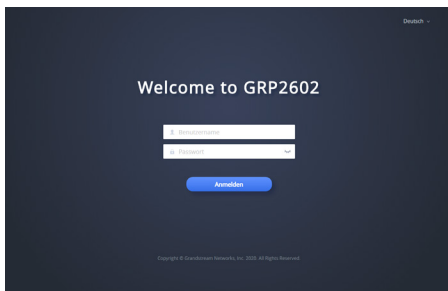 Deutsch
Welcome to GRP2602
Benutzername
Passwort
Anmelden
Copyright © Grandstream Networks, Inc. 2020. All Rights Reserved